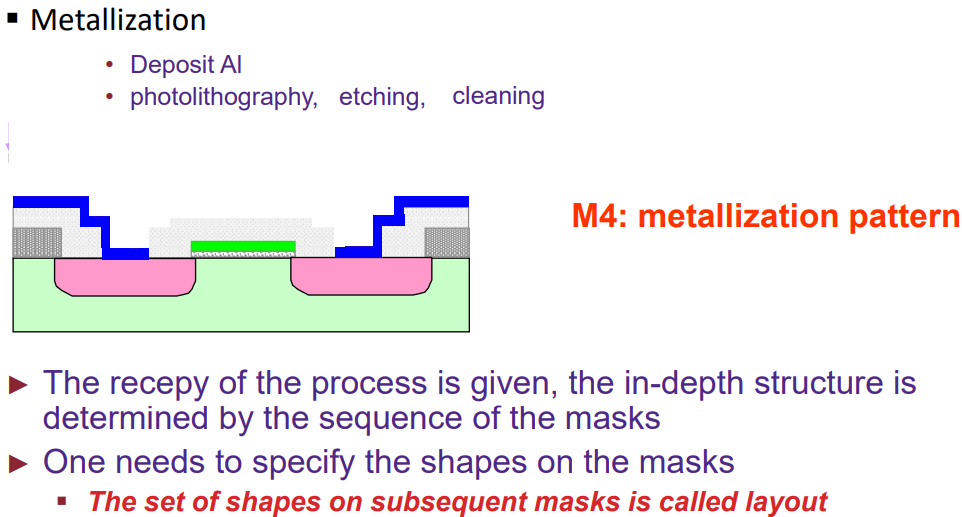 Metallization
Deposit Al
photolithography, etching, cleaning
M4: metallization pattern
The recepy of the process is given, the in-depth structure is
determined by the sequence of the masks
One needs to specify the shapes on the masks
The set of shapes on subsequent masks is called layout